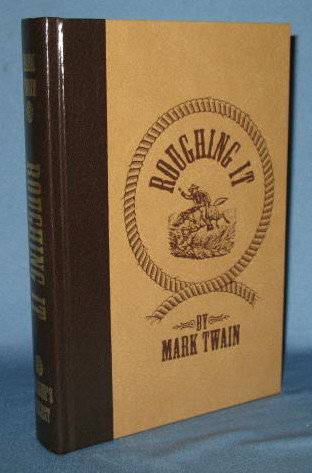 ROUGHING IT
BY
MARK TWAIN
ROUGHING IT